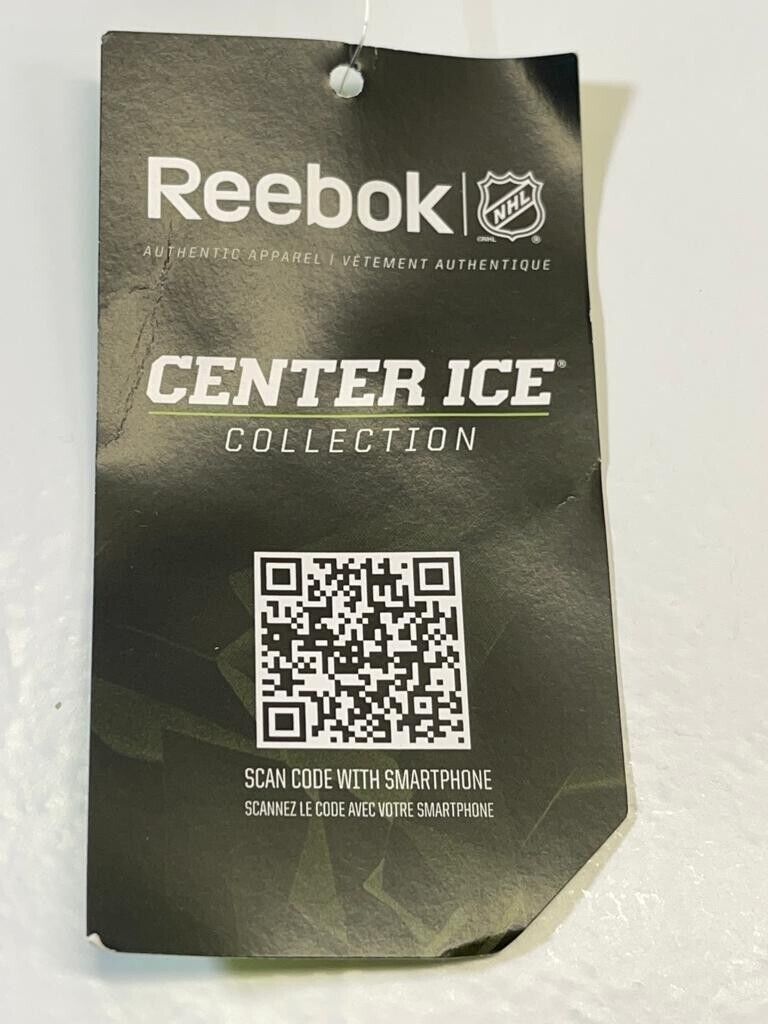 Reebok NHL
©NHL ®
AUTHENTIC APPAREL | VÊTEMENT AUTHENTIQUE
CENTER ICE®
COLLECTION
SCAN CODE WITH SMARTPHONE
SCANNEZ LE CODE AVEC VOTRE SMARTPHONE